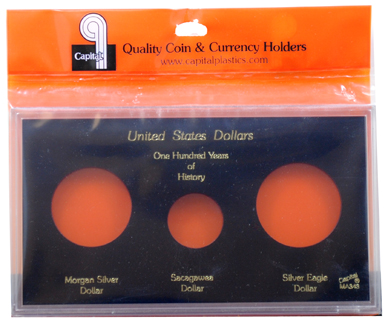 Capital
Quality Coin & Currency Holders
www.capitalplastics.com
United States Dollars
One Hundred Years
of
History
Morgan Silver
Dollar
Sacagawea
Dollar
Silver Eagle
Dollar
Capital